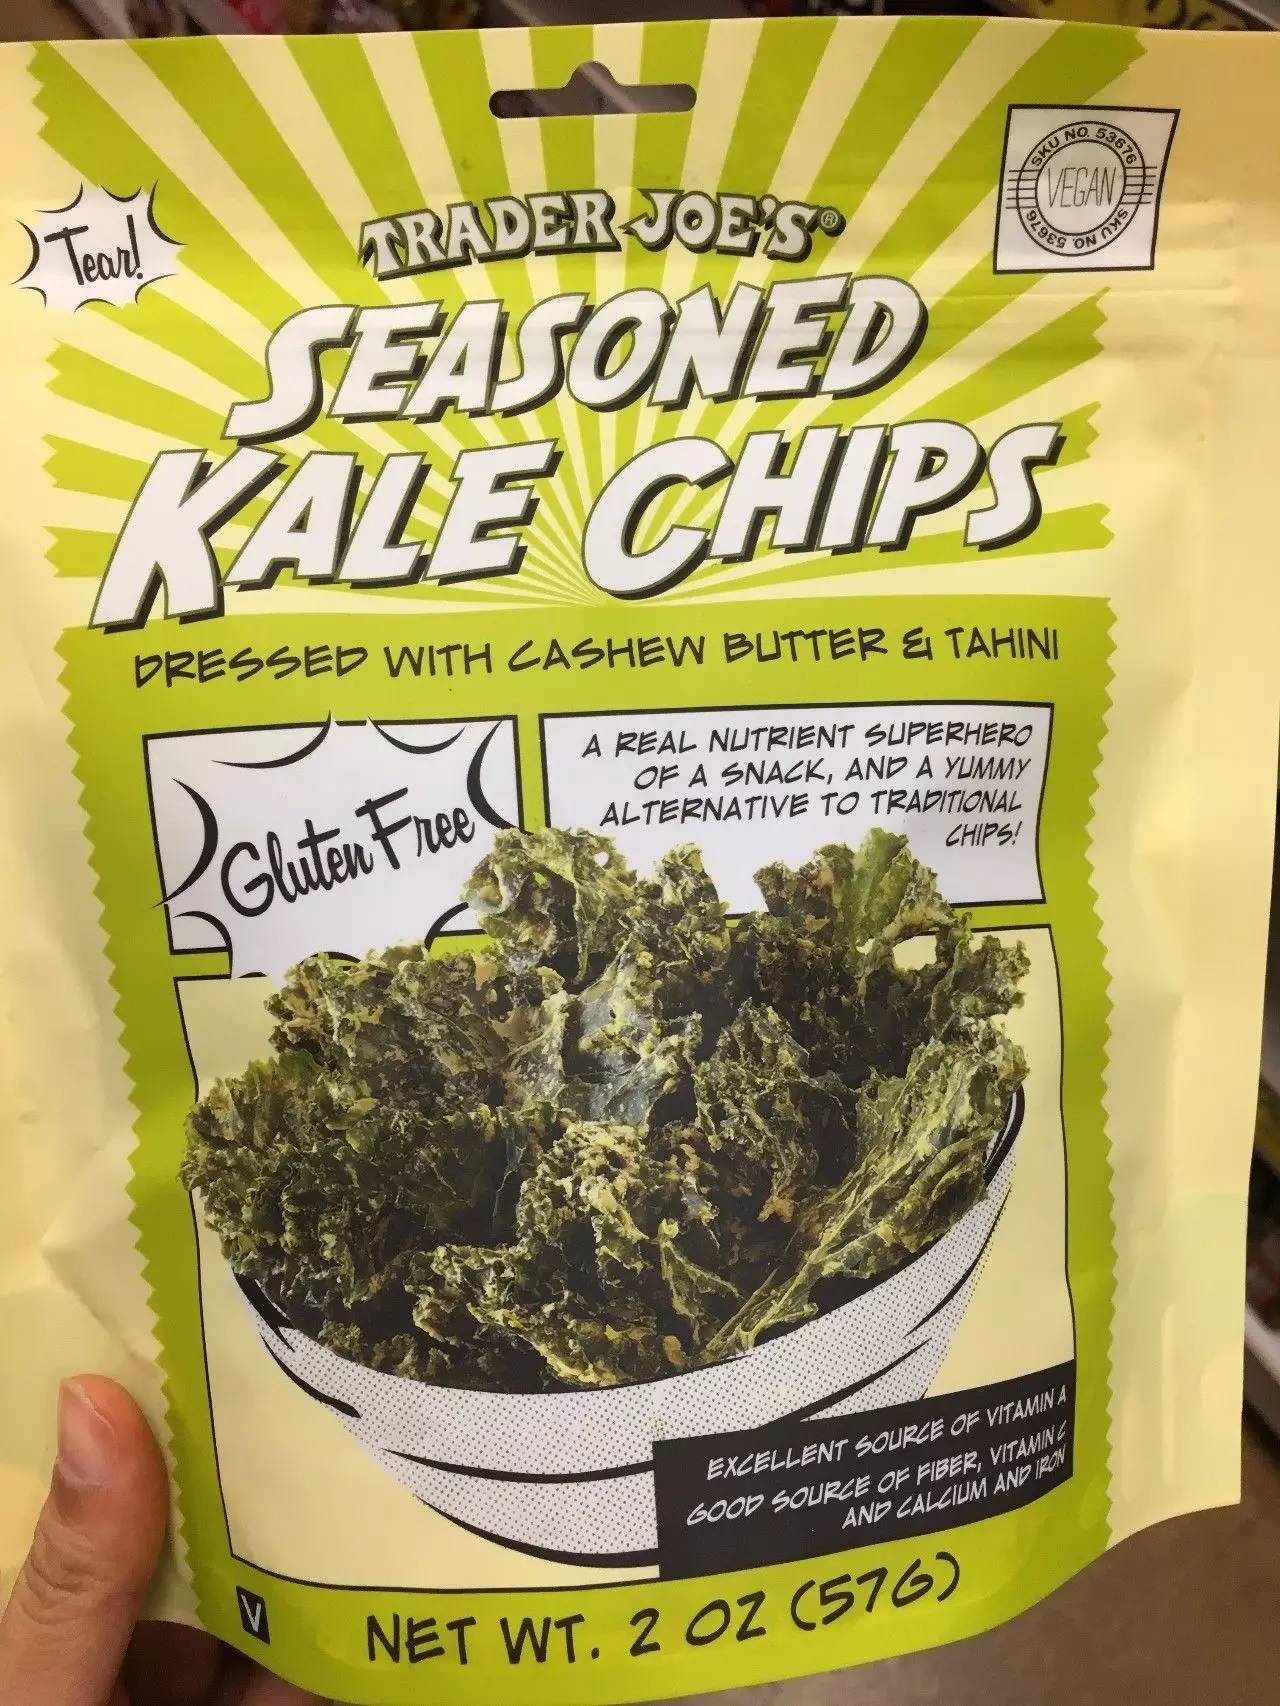 Tear!
TRADER JOE'S®
SKU NO. 53676
VEGAN
SKU NO. 53676
SEASONED
KALE CHIPS
DRESSED WITH CASHEW BUTTER & TAHINI
Gluten Free
A REAL NUTRIENT SUPERHERO
OF A SNACK, AND A YUMMY
ALTERNATIVE TO TRADITIONAL
CHIPS!
EXCELLENT SOURCE OF VITAMIN A
GOOD SOURCE OF FIBER, VITAMIN C
AND CALCIUM AND IRON
V
NET WT. 2 OZ (57G)